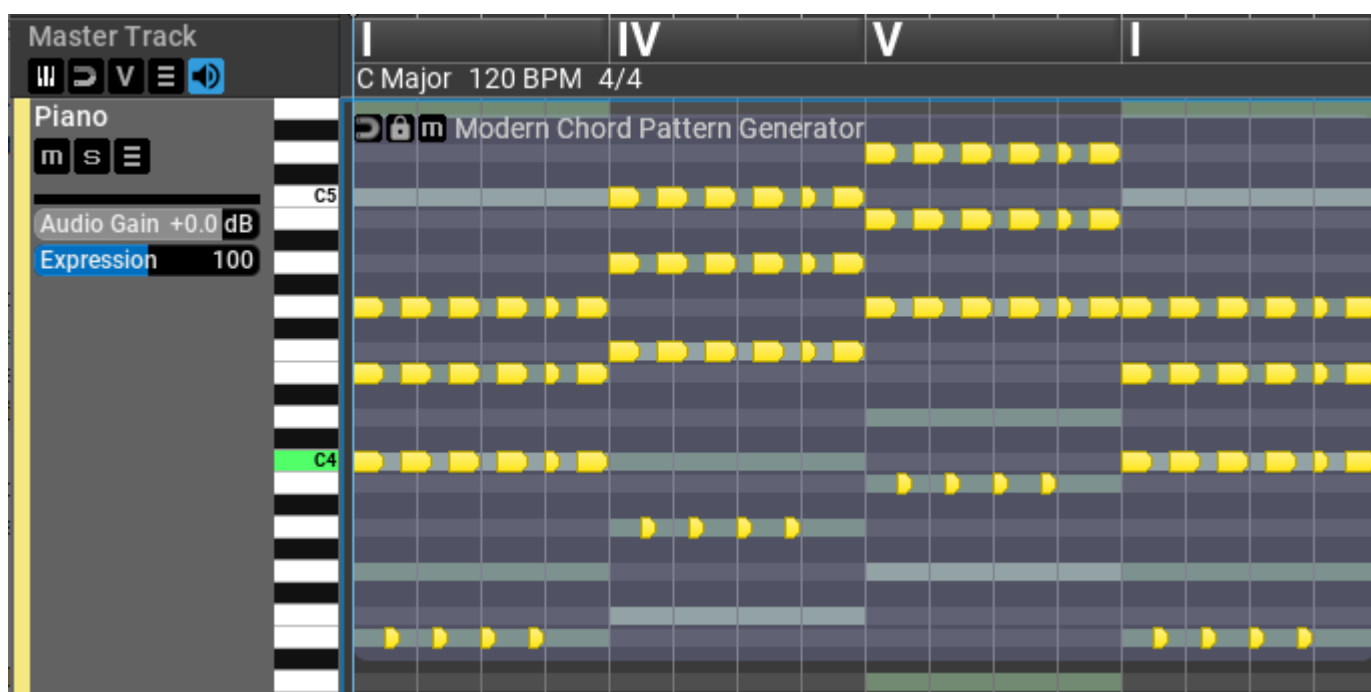 Master Track
V
I IV V I
C Major 120 BPM 4/4
Piano
m s
m Modern Chord Pattern Generator
C5
Audio Gain +0.0 dB
Expression 100
C4